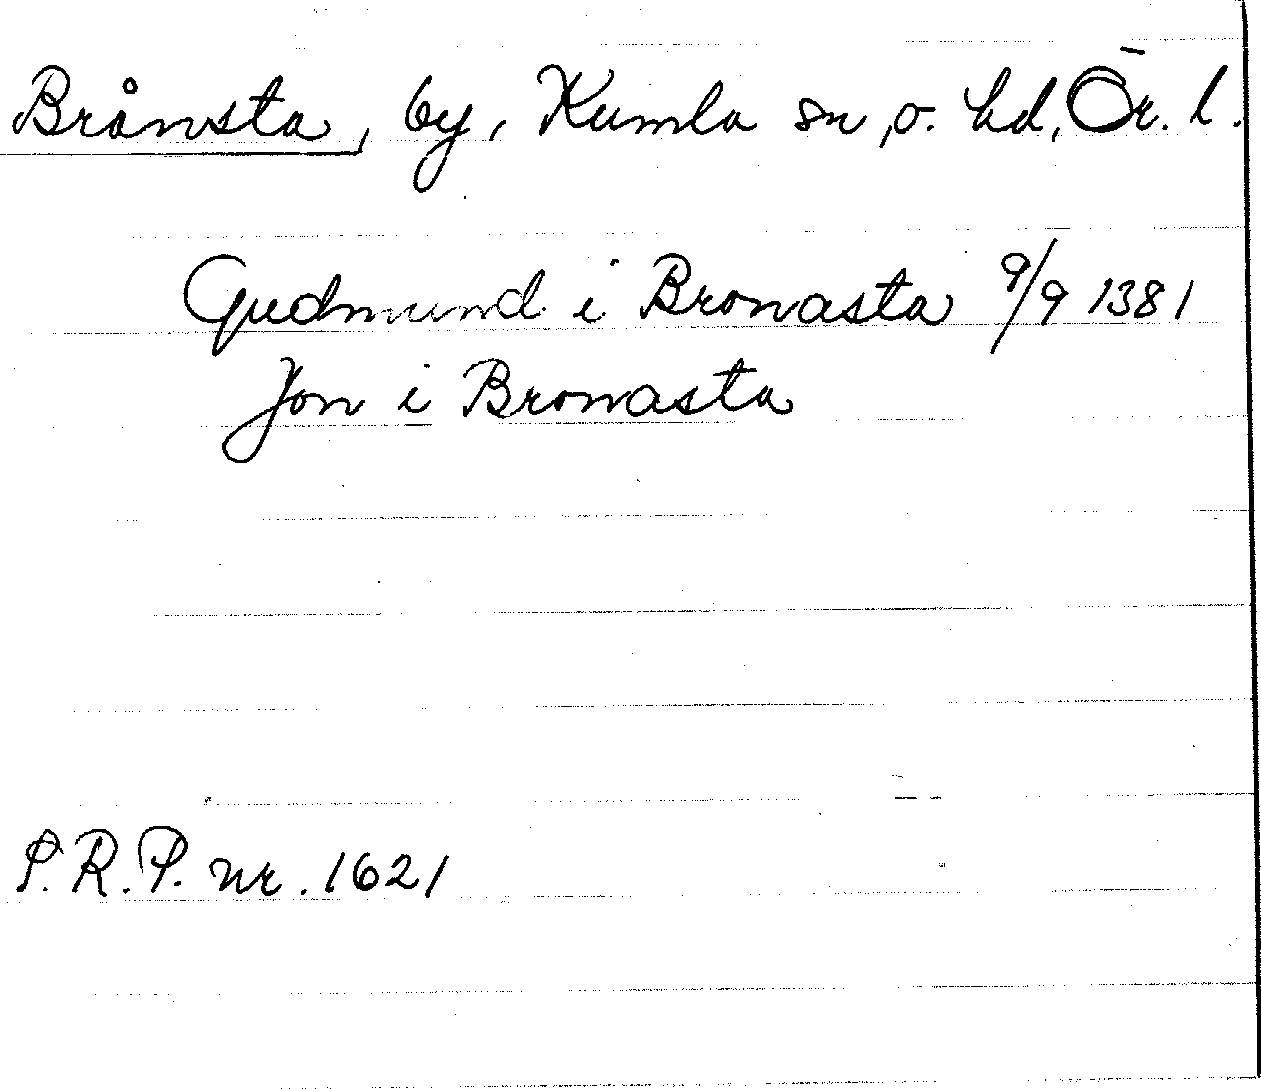 Brånsta, by, Kumla sn, o. hd, Ör. l.
Gudmund i Bronasta 9/9 1381
Jon i Bronasta
P.R.P. nr. 1621